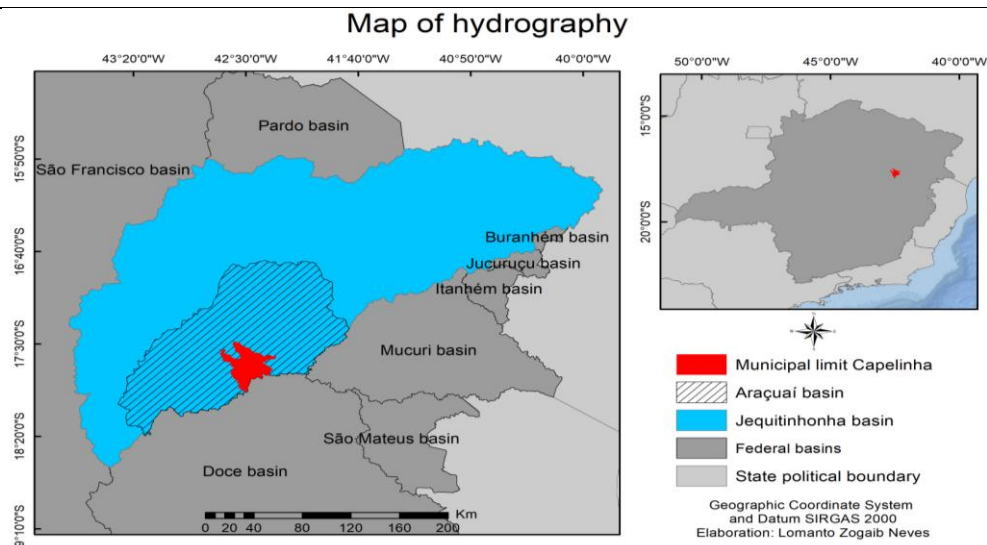 Map of hydrography
43°20'0"W 42°30'0"W 41°40'0"W 40°50'0"W 40°0'0"W
15°50'0"S
16°40'0"S
17°30'0"S
18°20'0"S
9°10'0"S
Pardo basin
São Francisco basin
Buranhém basin
Juçuruçu basin
Itanhém basin
Mucuri basin
São Mateus basin
Doce basin
Km
0 20 40 80 120 160 200
50°0'0"W 45°0'0"W 40°0'0"W
15°0'0"S
20°0'0"S
Municipal limit Capelinha
Araçuaí basin
Jequitinhonha basin
Federal basins
State political boundary
Geographic Coordinate System
and Datum SIRGAS 2000
Elaboration: Lomanto Zogaib Neves